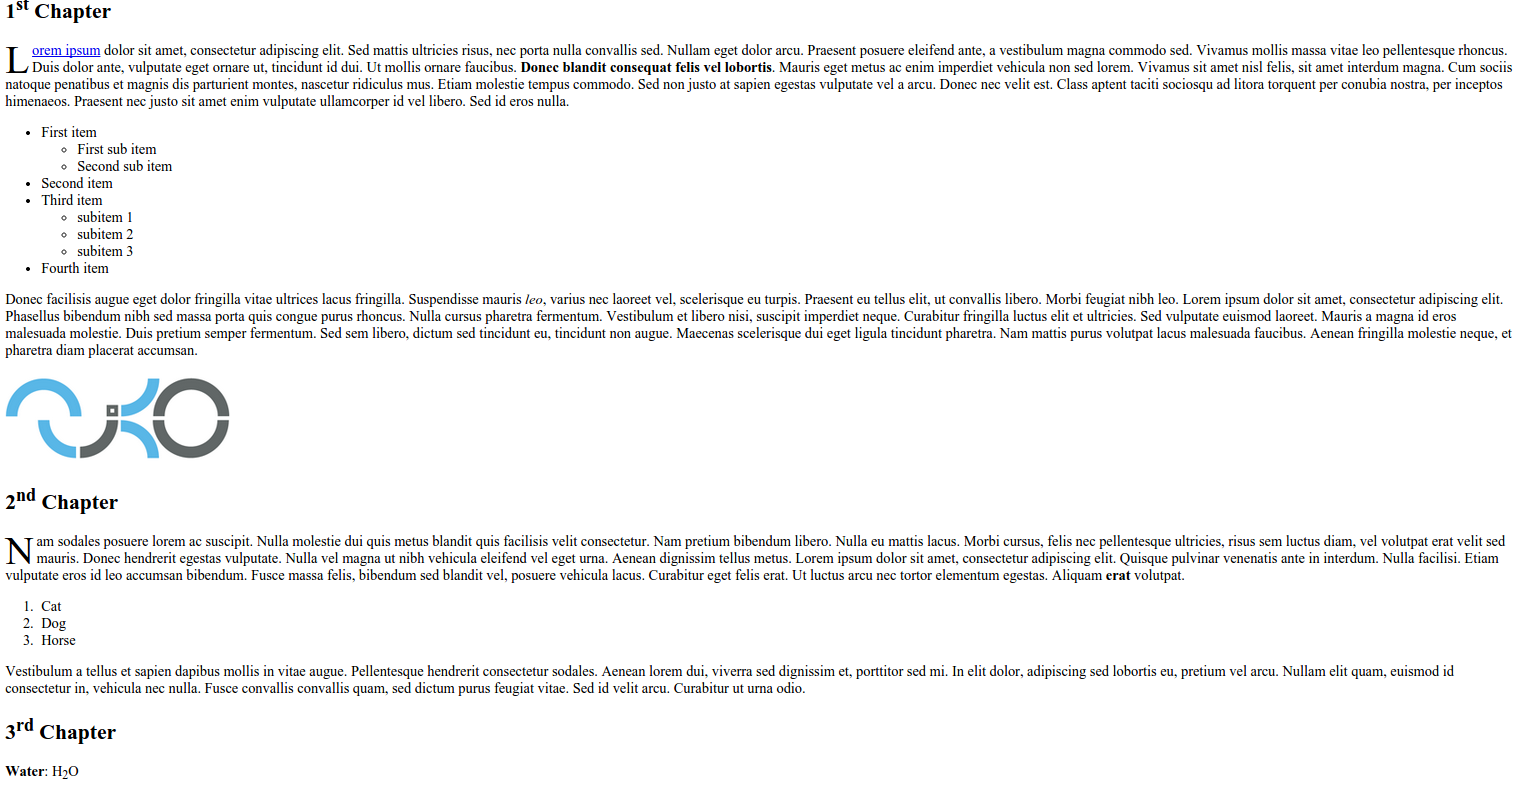 1st Chapter
Lorem ipsum dolor sit amet, consectetur adipiscing elit. Sed mattis ultricies risus, nec porta nulla convallis sed. Nullam eget dolor arcu. Praesent posuere eleifend ante, a vestibulum magna commodo sed. Vivamus mollis massa vitae leo pellentesque rhoncus.
Duis dolor ante, vulputate eget ornare ut, tincidunt id dui. Ut mollis ornare faucibus. Donec blandit consequat felis vel lobortis. Mauris eget metus ac enim imperdiet vehicula non sed lorem. Vivamus sit amet nisl felis, sit amet interdum magna. Cum sociis
natoque penatibus et magnis dis parturient montes, nascetur ridiculus mus. Etiam molestie tempus commodo. Sed non justo at sapien egestas vulputate vel a arcu. Donec nec velit est. Class aptent taciti sociosqu ad litora torquent per conubia nostra, per inceptos
himenaeos. Praesent nec justo sit amet enim vulputate ullamcorper id vel libero. Sed id eros nulla.
• First item
◦ First sub item
◦ Second sub item
• Second item
• Third item
◦ subitem 1
◦ subitem 2
◦ subitem 3
• Fourth item
Donec facilisis augue eget dolor fringilla vitae ultrices lacus fringilla. Suspendisse mauris leo, varius nec laoreet vel, scelerisque eu turpis. Praesent eu tellus elit, ut convallis libero. Morbi feugiat nibh leo. Lorem ipsum dolor sit amet, consectetur adipiscing elit.
Phasellus bibendum nibh sed massa porta quis congue purus rhoncus. Nulla cursus pharetra fermentum. Vestibulum et libero nisi, suscipit imperdiet neque. Curabitur fringilla luctus elit et ultricies. Sed vulputate euismod laoreet. Mauris a magna id eros
malesuada molestie. Duis pretium semper fermentum. Sed sem libero, dictum sed tincidunt eu, tincidunt non augue. Maecenas scelerisque dui eget ligula tincidunt pharetra. Nam mattis purus volutpat lacus malesuada faucibus. Aenean fringilla molestie neque, et
pharetra diam placerat accumsan.
2nd Chapter
Nam sodales posuere lorem ac suscipit. Nulla molestie dui quis metus blandit quis facilisis velit consectetur. Nam pretium bibendum libero. Nulla eu mattis lacus. Morbi cursus, felis nec pellentesque ultricies, risus sem luctus diam, vel volutpat erat velit sed
mauris. Donec hendrerit egestas vulputate. Nulla vel magna ut nibh vehicula eleifend vel eget urna. Aenean dignissim tellus metus. Lorem ipsum dolor sit amet, consectetur adipiscing elit. Quisque pulvinar venenatis ante in interdum. Nulla facilisi. Etiam
vulputate eros id leo accumsan bibendum. Fusce massa felis, bibendum sed blandit vel, posuere vehicula lacus. Curabitur eget felis erat. Ut luctus arcu nec tortor elementum egestas. Aliquam erat volutpat.
1. Cat
2. Dog
3. Horse
Vestibulum a tellus et sapien dapibus mollis in vitae augue. Pellentesque hendrerit consectetur sodales. Aenean lorem dui, viverra sed dignissim et, porttitor sed mi. In elit dolor, adipiscing sed lobortis eu, pretium vel arcu. Nullam elit quam, euismod id
consectetur in, vehicula nec nulla. Fusce convallis convallis quam, sed dictum purus feugiat vitae. Sed id velit arcu. Curabitur ut urna odio.
3rd Chapter
Water: H2O